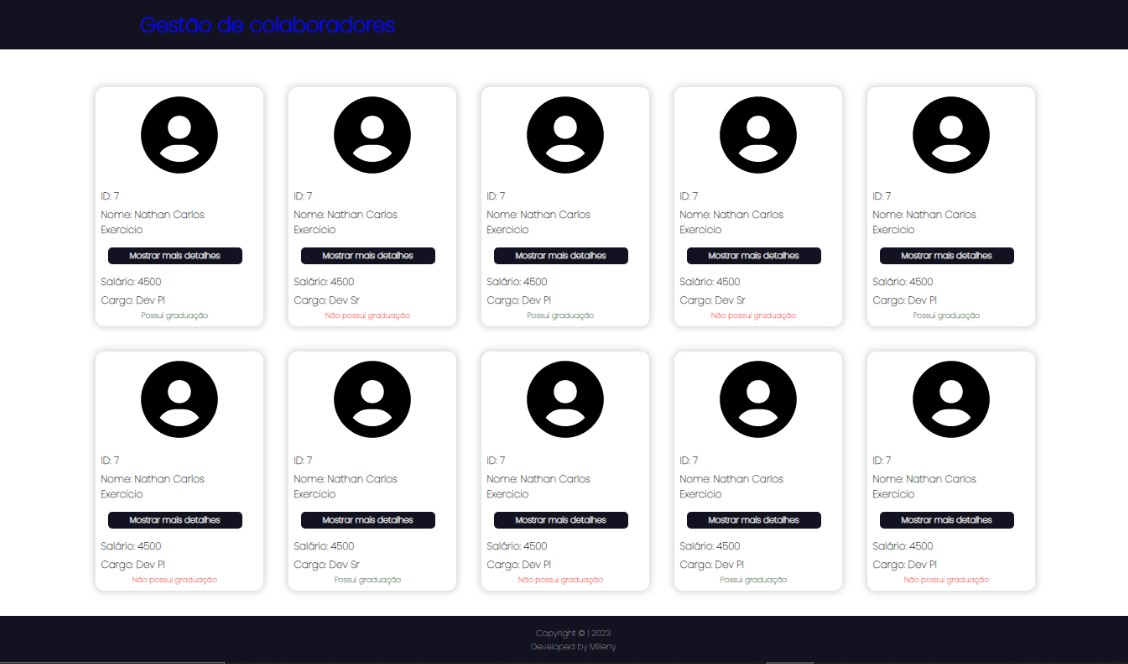 Gestão de colaboradores
ID: 7
Nome: Nathan Carlos
Exercicio
Mostrar mais detalhes
Salário: 4500
Cargo: Dev Pl
Possui graduação
ID: 7
Nome: Nathan Carlos
Exercicio
Mostrar mais detalhes
Salário: 4500
Cargo: Dev Sr
Não possui graduação
ID: 7
Nome: Nathan Carlos
Exercicio
Mostrar mais detalhes
Salário: 4500
Cargo: Dev Pl
Possui graduação
ID: 7
Nome: Nathan Carlos
Exercicio
Mostrar mais detalhes
Salário: 4500
Cargo: Dev Sr
Não possui graduação
ID: 7
Nome: Nathan Carlos
Exercicio
Mostrar mais detalhes
Salário: 4500
Cargo: Dev Pl
Possui graduação
ID: 7
Nome: Nathan Carlos
Exercicio
Mostrar mais detalhes
Salário: 4500
Cargo: Dev Pl
Não possui graduação
ID: 7
Nome: Nathan Carlos
Exercicio
Mostrar mais detalhes
Salário: 4500
Cargo: Dev Sr
Possui graduação
ID: 7
Nome: Nathan Carlos
Exercicio
Mostrar mais detalhes
Salário: 4500
Cargo: Dev Pl
Não possui graduação
ID: 7
Nome: Nathan Carlos
Exercicio
Mostrar mais detalhes
Salário: 4500
Cargo: Dev Pl
Possui graduação
ID: 7
Nome: Nathan Carlos
Exercicio
Mostrar mais detalhes
Salário: 4500
Cargo: Dev Pl
Não possui graduação
Copyright © | 2023
Developed by Milleny